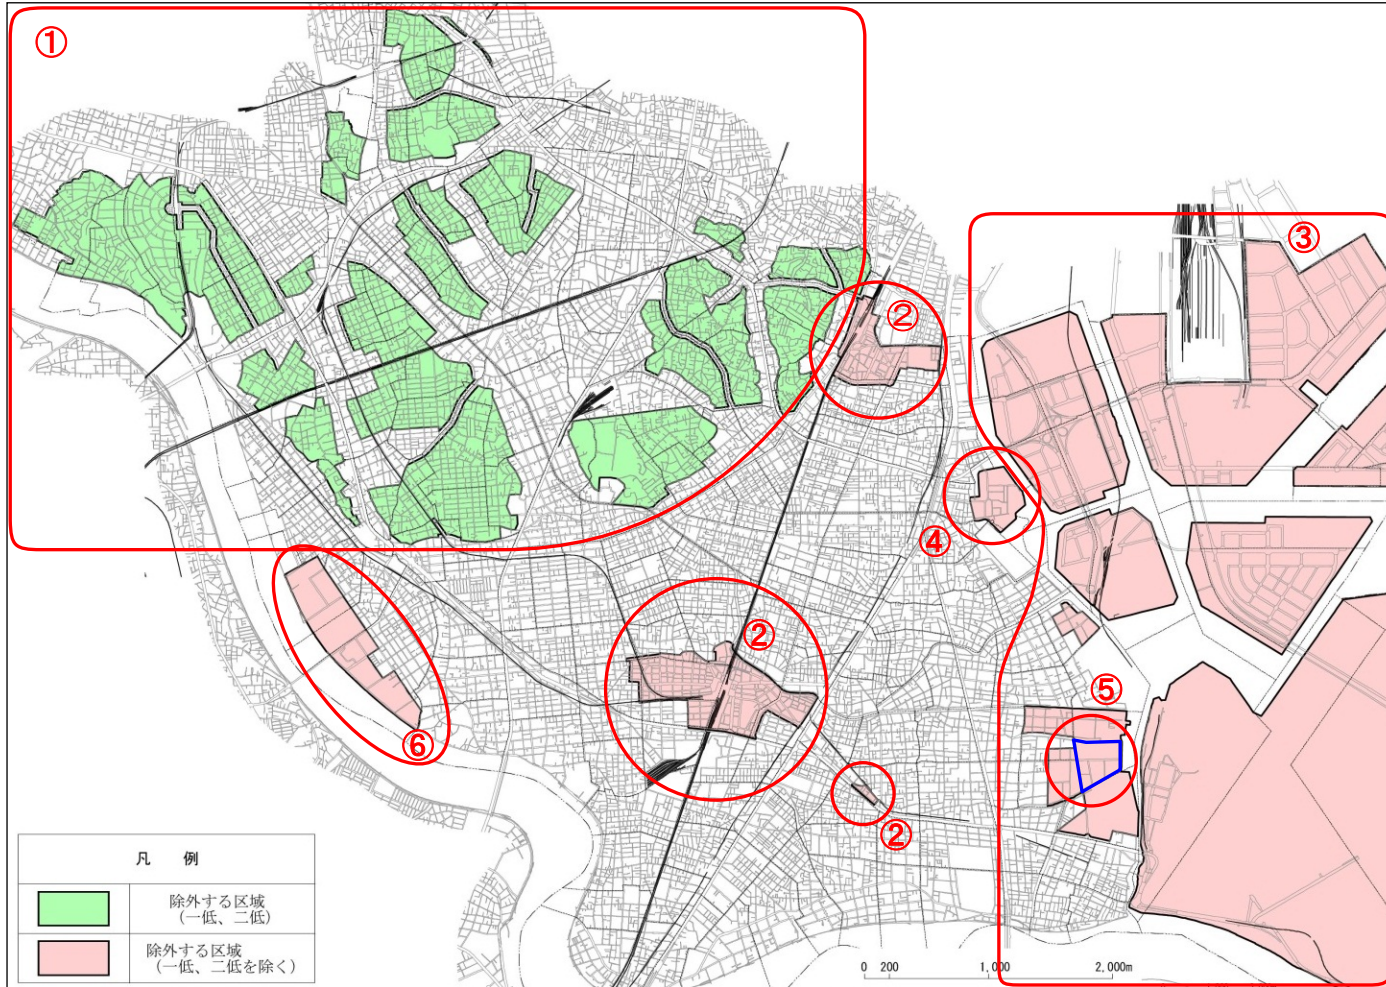 ①
③
②
④
②
⑤
⑥
②
凡 例
除外する区域
(一低、二低)
除外する区域
(一低、二低を除く)
0 200 1,000 2,000m